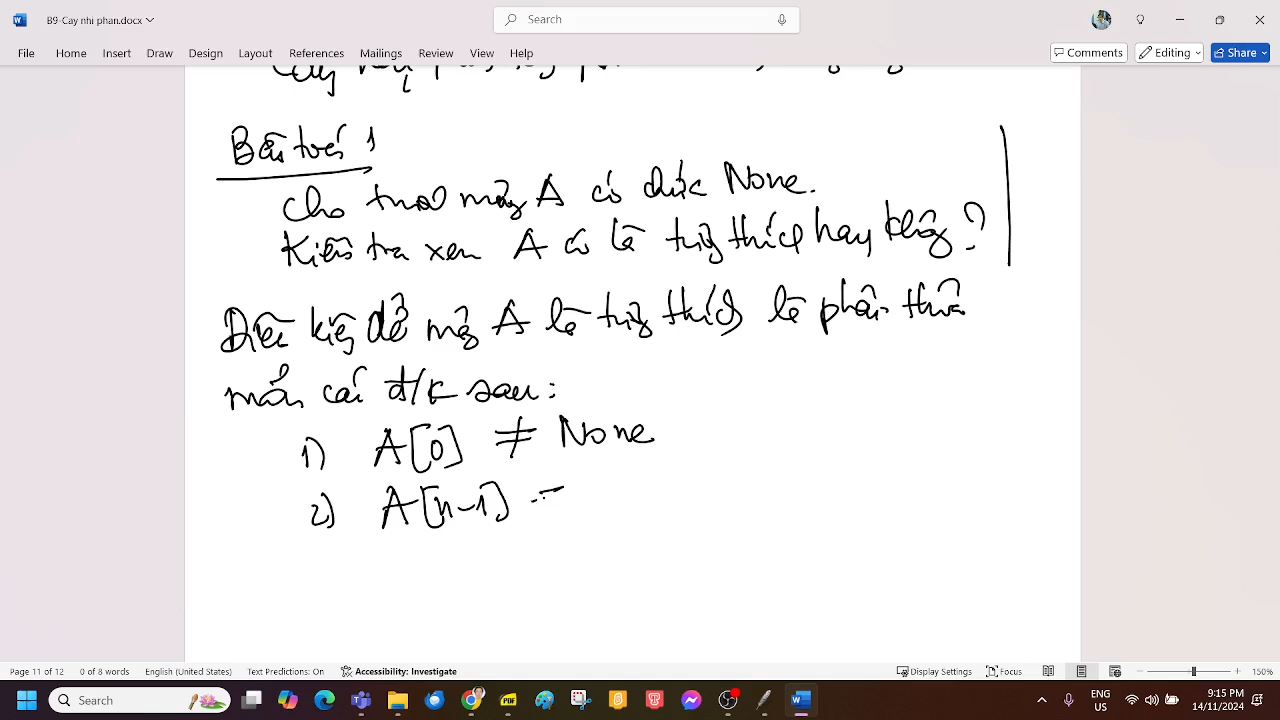 B9-Cay nhi phan.docx
Search
File Home Insert Draw Design Layout References Mailings Review View Help
Comments Editing Share
Bài toán 1
Cho trước mảng A có chứa None.
Kiểm tra xem A có là tương thích hay không?
Điều kiện để mảng A là tương thích là phải thỏa
mãn các đ/k sau:
1) A[0] ≠ None
2) A[n-1]
Page 11 of 12 0 of 8 words English (United States) Text Predictions: On Accessibility: Investigate
Display Settings Focus 150%
Search
ENG
US
9:15 PM
14/11/2024